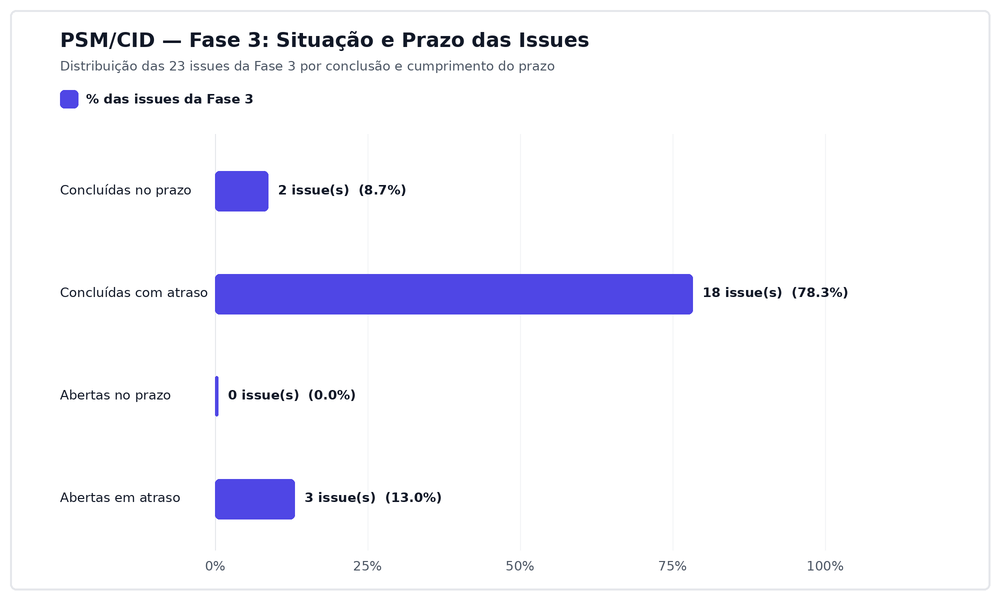 PSM/CID — Fase 3: Situação e Prazo das Issues
Distribuição das 23 issues da Fase 3 por conclusão e cumprimento do prazo
% das issues da Fase 3
Concluídas no prazo
2 issue(s) (8.7%)
Concluídas com atraso
18 issue(s) (78.3%)
Abertas no prazo
0 issue(s) (0.0%)
Abertas em atraso
3 issue(s) (13.0%)
0% 25% 50% 75% 100%